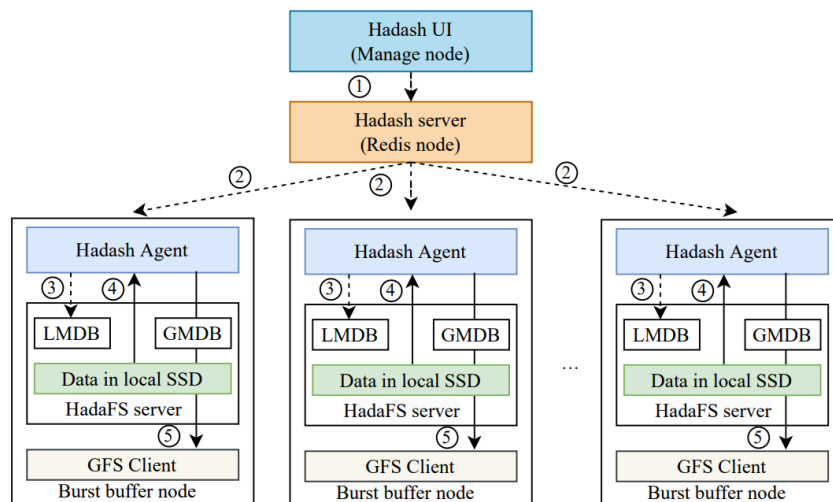 Hadash UI
(Manage node)
①
Hadash server
(Redis node)
② ② ②
Hadash Agent
③ ④
LMDB GMDB
Data in local SSD
HadaFS server
⑤
GFS Client
Burst buffer node
Hadash Agent
③ ④
LMDB GMDB
Data in local SSD
HadaFS server
⑤
GFS Client
Burst buffer node
...
Hadash Agent
③ ④
LMDB GMDB
Data in local SSD
HadaFS server
⑤
GFS Client
Burst buffer node